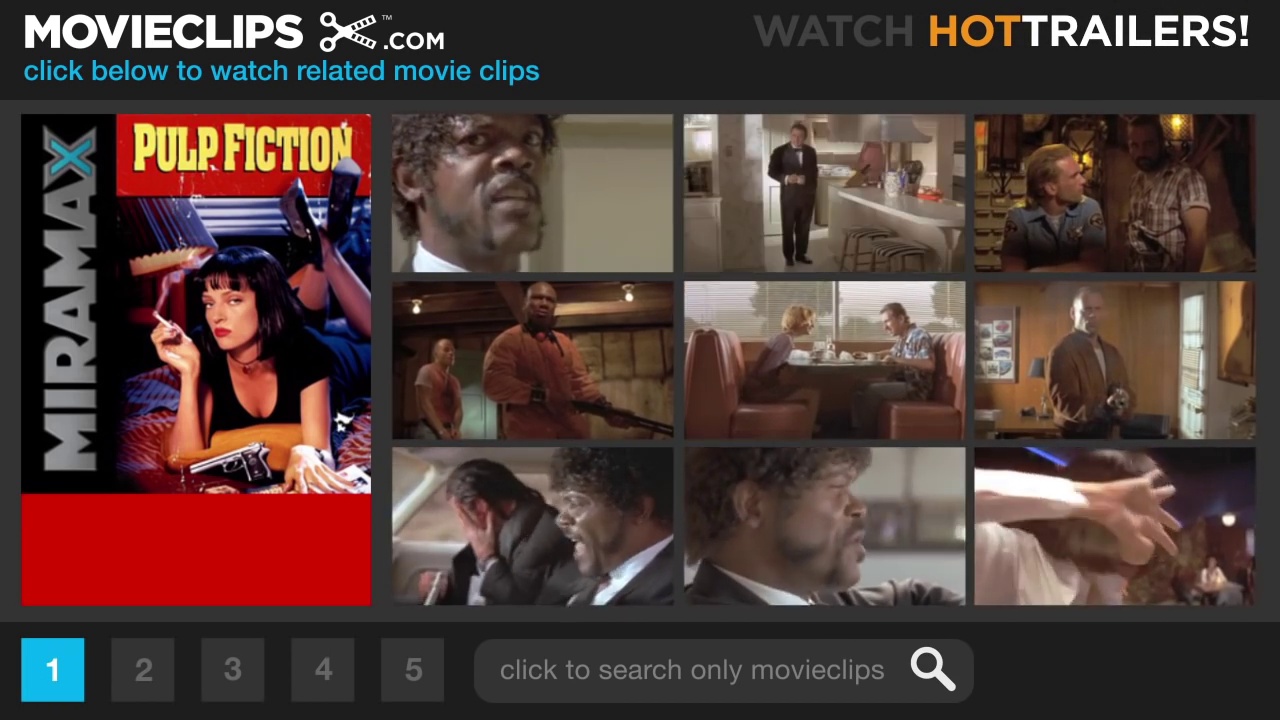 MOVIECLIPS ™ .COM
click below to watch related movie clips
WATCH HOTTRAILERS!
MIRAMAX
PULP FICTION
1 2 3 4 5
click to search only movieclips